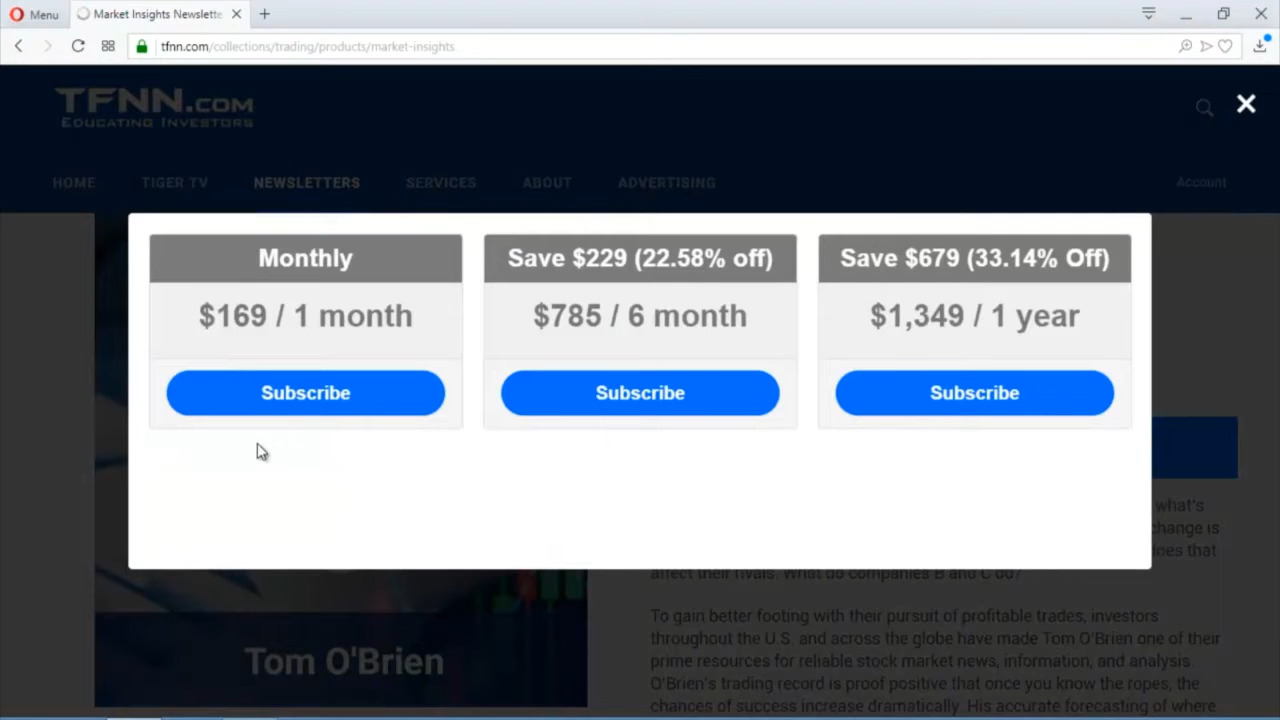 Menu
Market Insights Newslette
tfnn.com/collections/trading/products/market-insights
TFNN.COM
EDUCATING INVESTORS
HOME TIGER TV NEWSLETTERS SERVICES ABOUT ADVERTISING Account
Monthly
$169 / 1 month
Subscribe
Save $229 (22.58% off)
$785 / 6 month
Subscribe
Save $679 (33.14% Off)
$1,349 / 1 year
Subscribe
what's
change is
does that
affect their rivals. What do companies B and C do?
To gain better footing with their pursuit of profitable trades, investors
throughout the U.S. and across the globe have made Tom O'Brien one of their
prime resources for reliable stock market news, information, and analysis.
O'Brien's trading record is proof positive that once you know the ropes, the
chances of success increase dramatically. His accurate forecasting of where
Tom O'Brien